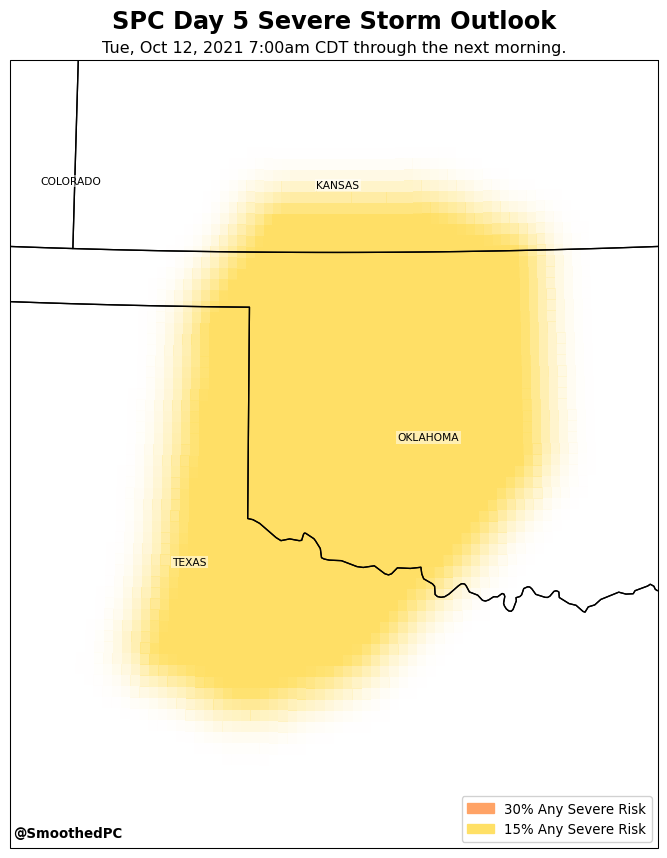 SPC Day 5 Severe Storm Outlook
Tue, Oct 12, 2021 7:00am CDT through the next morning.
COLORADO
KANSAS
OKLAHOMA
TEXAS
30% Any Severe Risk
15% Any Severe Risk
@SmoothedPC